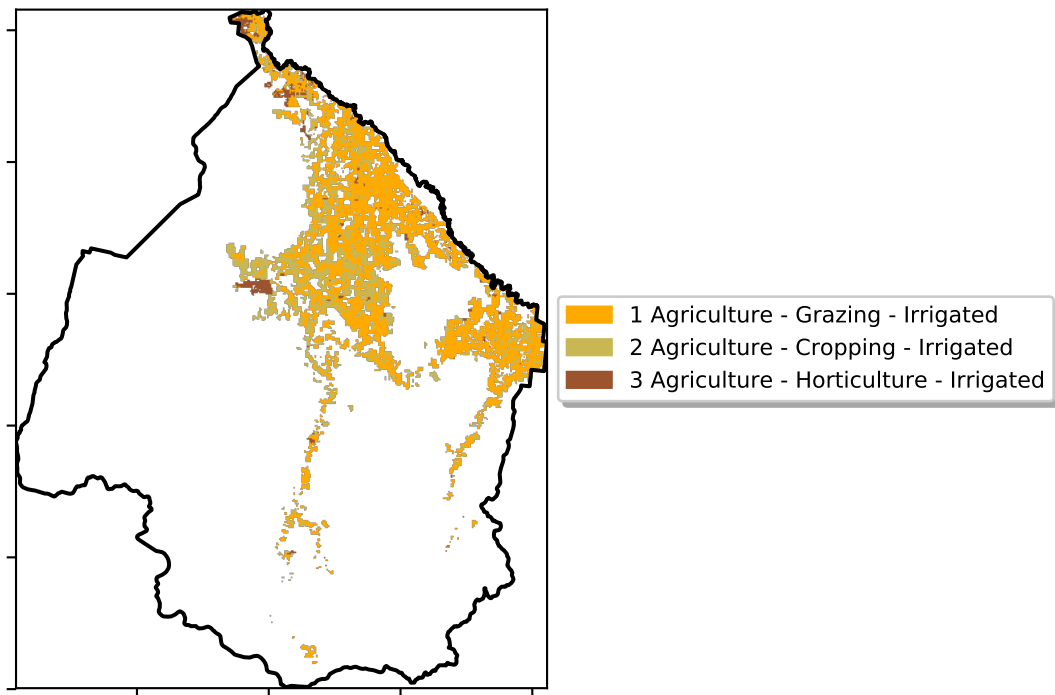 1 Agriculture - Grazing - Irrigated
2 Agriculture - Cropping - Irrigated
3 Agriculture - Horticulture - Irrigated